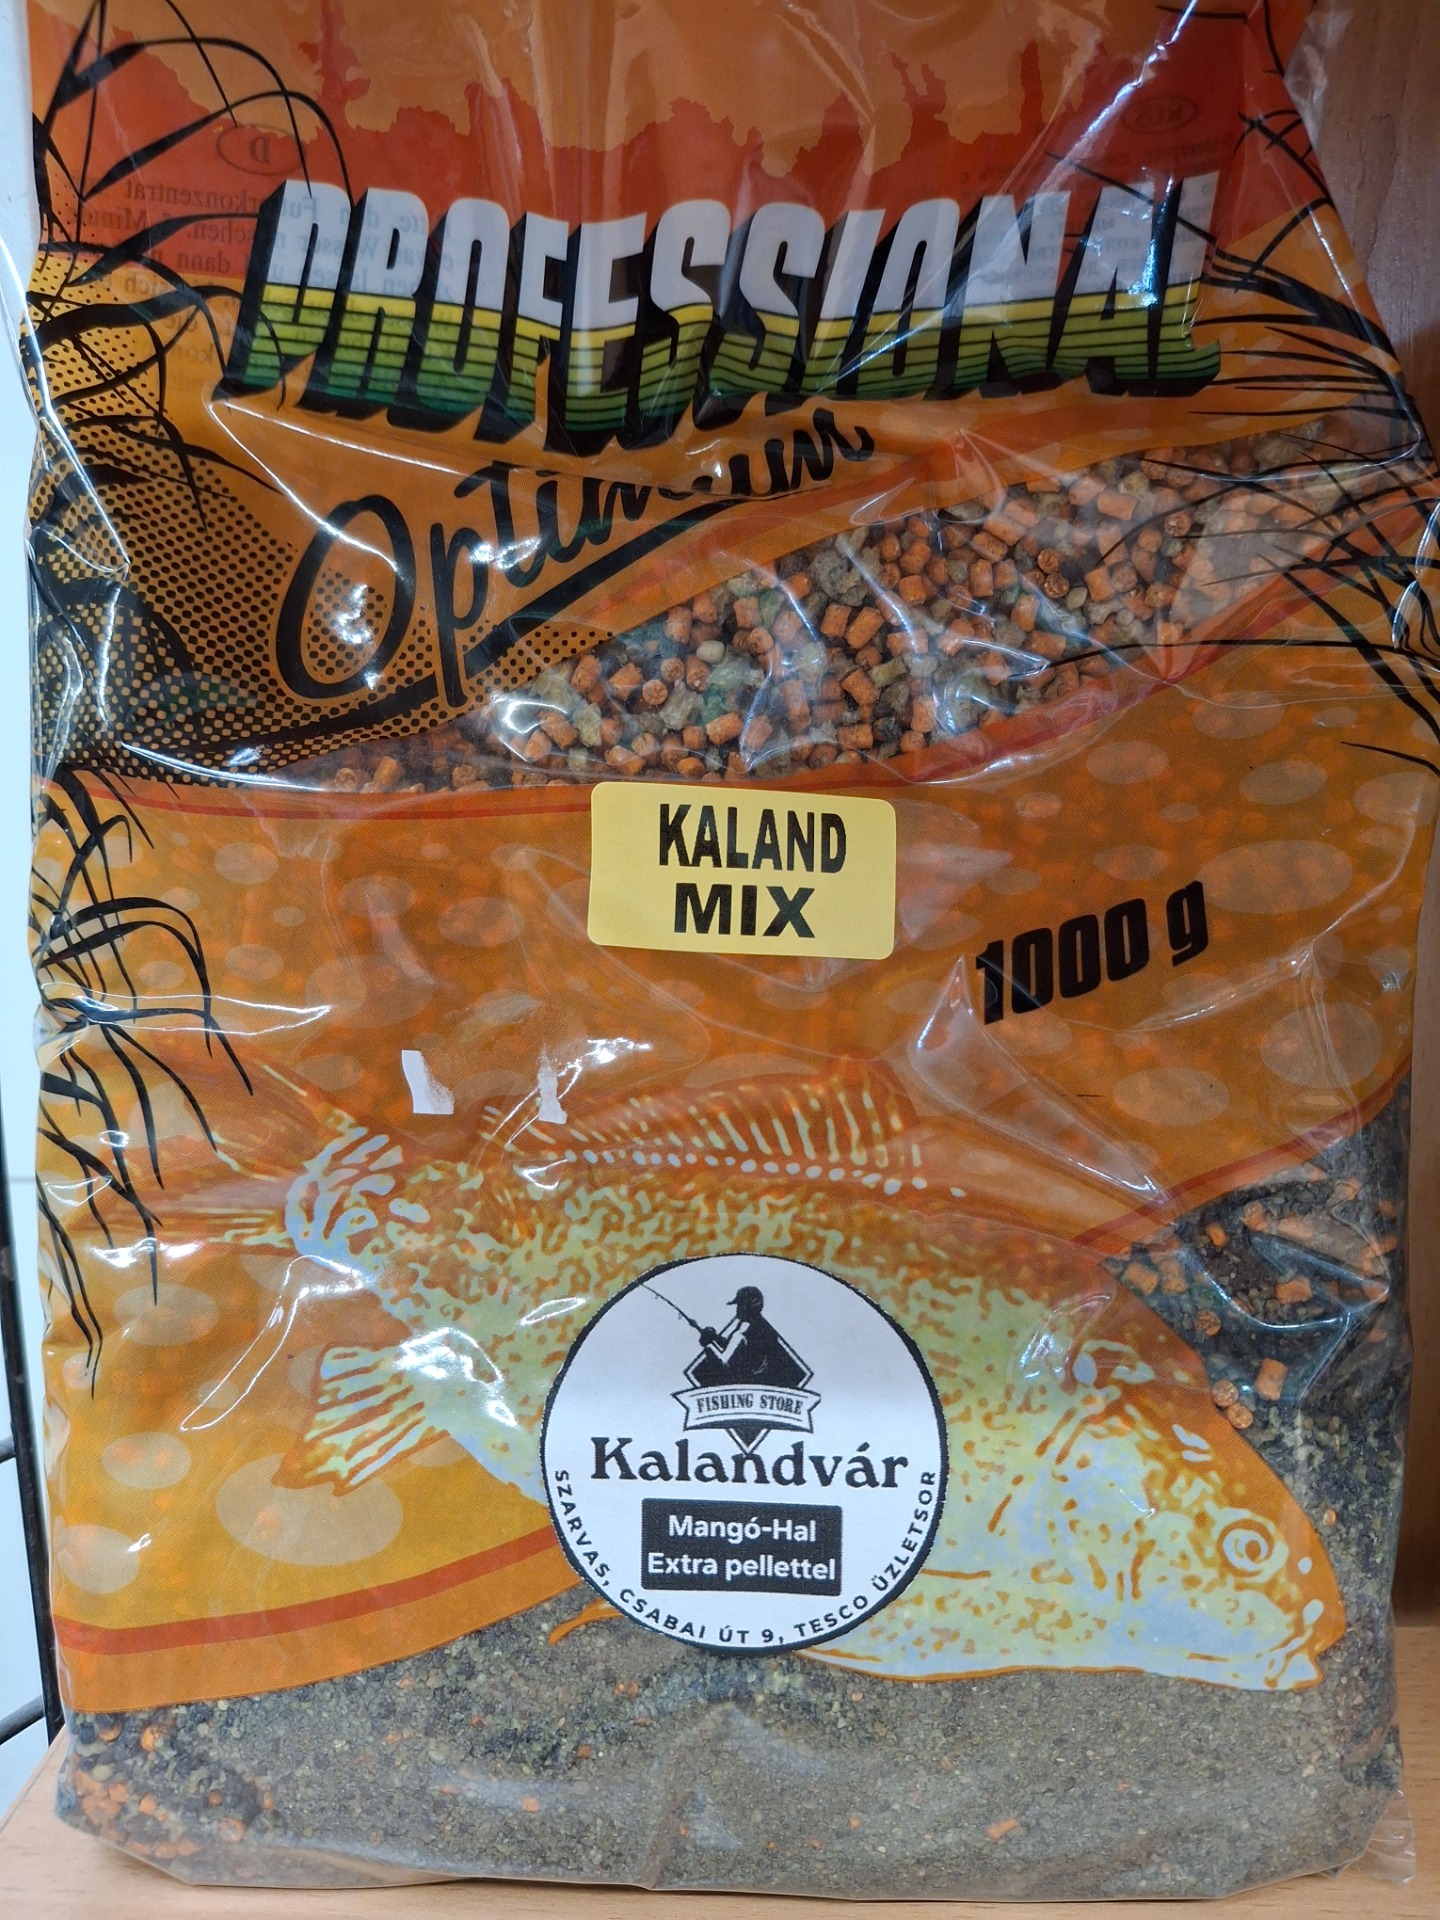 PROFESSIONAL
Optimum
KALAND
MIX
1000 g
FISHING STORE
Kalandvár
Mangó-Hal
Extra pellettel
SZARVAS, CSABAI ÚT 9, TESCO ÜZLETSOR